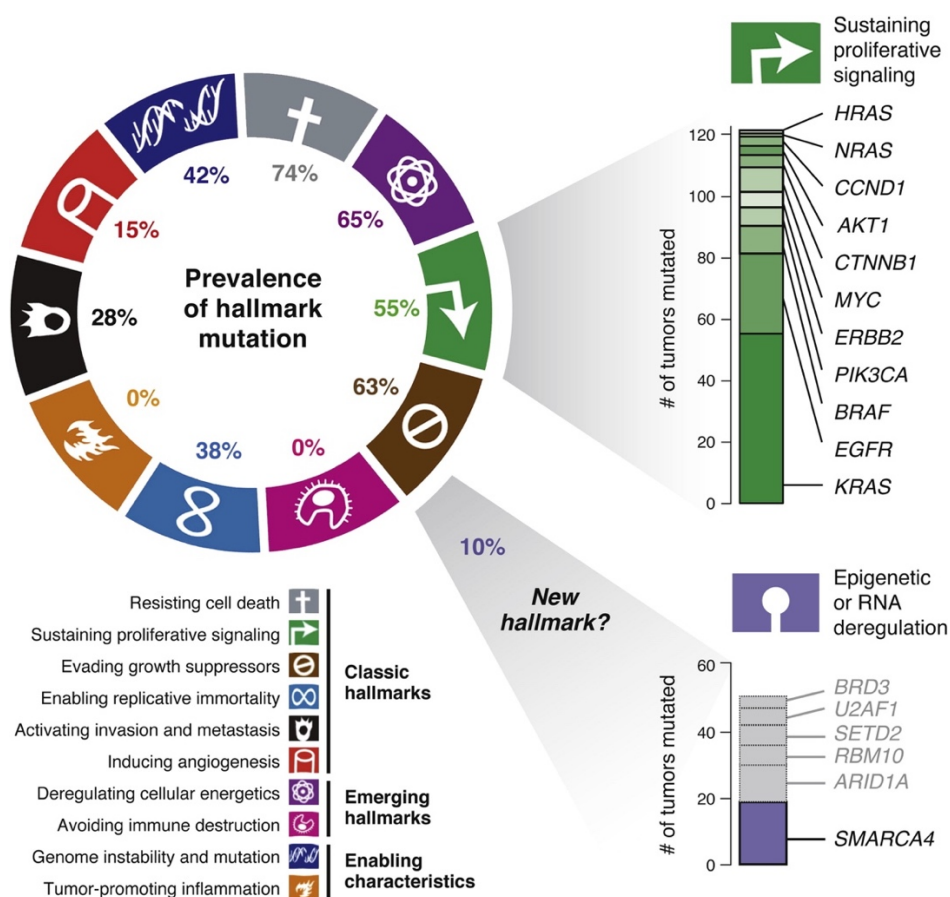 Sustaining
proliferative
signaling
42%
74%
65%
15%
55%
28%
63%
0%
38%
0%
Prevalence
of hallmark
mutation
# of tumors mutated
120
100
80
60
40
20
0
HRAS
NRAS
CCND1
AKT1
CTNNB1
MYC
ERBB2
PIK3CA
BRAF
EGFR
KRAS
10%
New
hallmark?
Epigenetic
or RNA
deregulation
# of tumors mutated
60
40
20
0
BRD3
U2AF1
SETD2
RBM10
ARID1A
SMARCA4
Resisting cell death
Sustaining proliferative signaling
Evading growth suppressors
Enabling replicative immortality
Activating invasion and metastasis
Inducing angiogenesis
Classic
hallmarks
Deregulating cellular energetics
Avoiding immune destruction
Emerging
hallmarks
Genome instability and mutation
Tumor-promoting inflammation
Enabling
characteristics